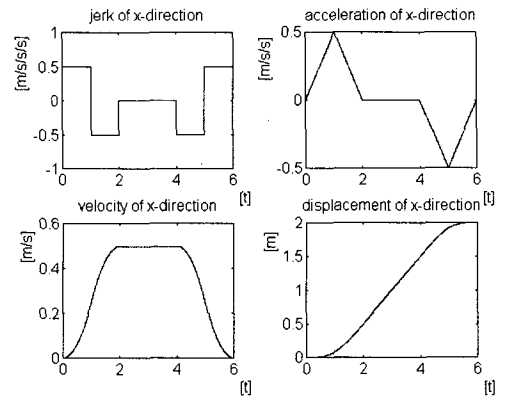 jerk of x-direction
[m/s/s/s]
1
0.5
0
-0.5
-1
0 2 4 6
[t]
acceleration of x-direction
[m/s/s]
0.5
0
-0.5
0 2 4 6
[t]
velocity of x-direction
[m/s]
0.6
0.4
0.2
0
0 2 4 6
[t]
displacement of x-direction
[m]
2
1.5
1
0.5
0
0 2 4 6
[t]